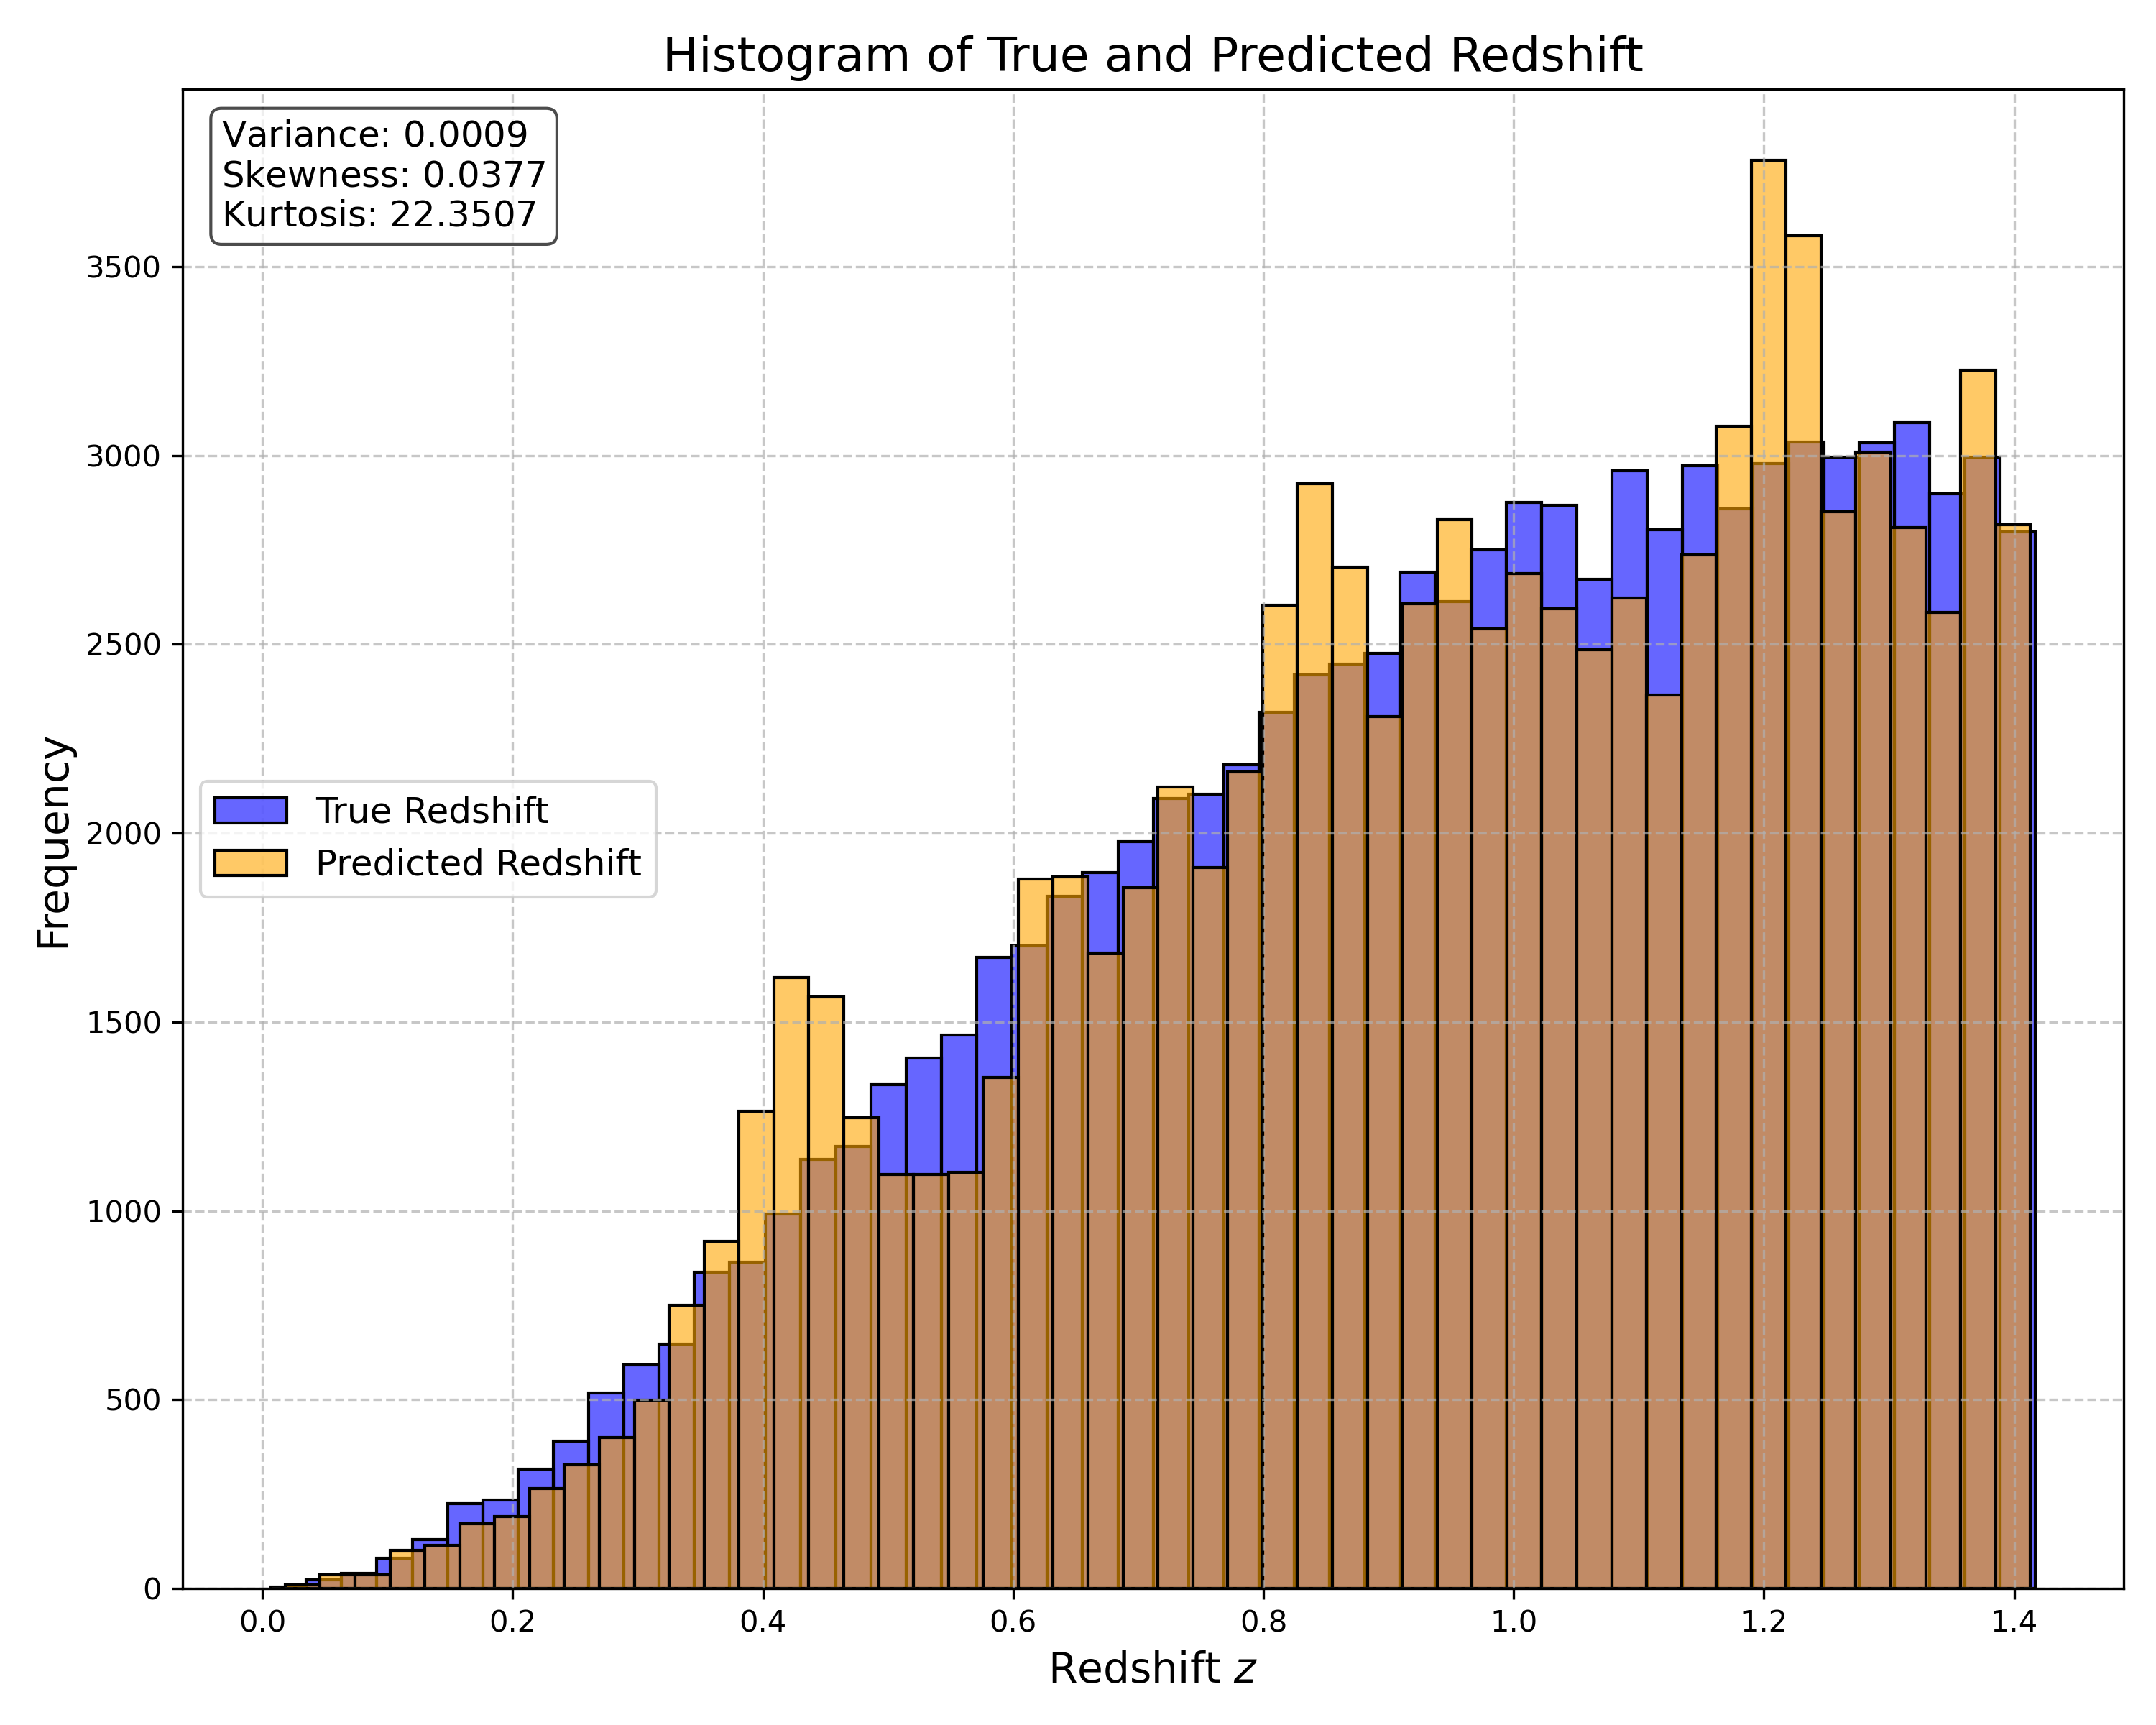 Histogram of True and Predicted Redshift
Variance: 0.0009
Skewness: 0.0377
Kurtosis: 22.3507
3500
3000
2500
2000
1500
1000
500
0
Frequency
True Redshift
Predicted Redshift
0.0 0.2 0.4 0.6 0.8 1.0 1.2 1.4
Redshift z